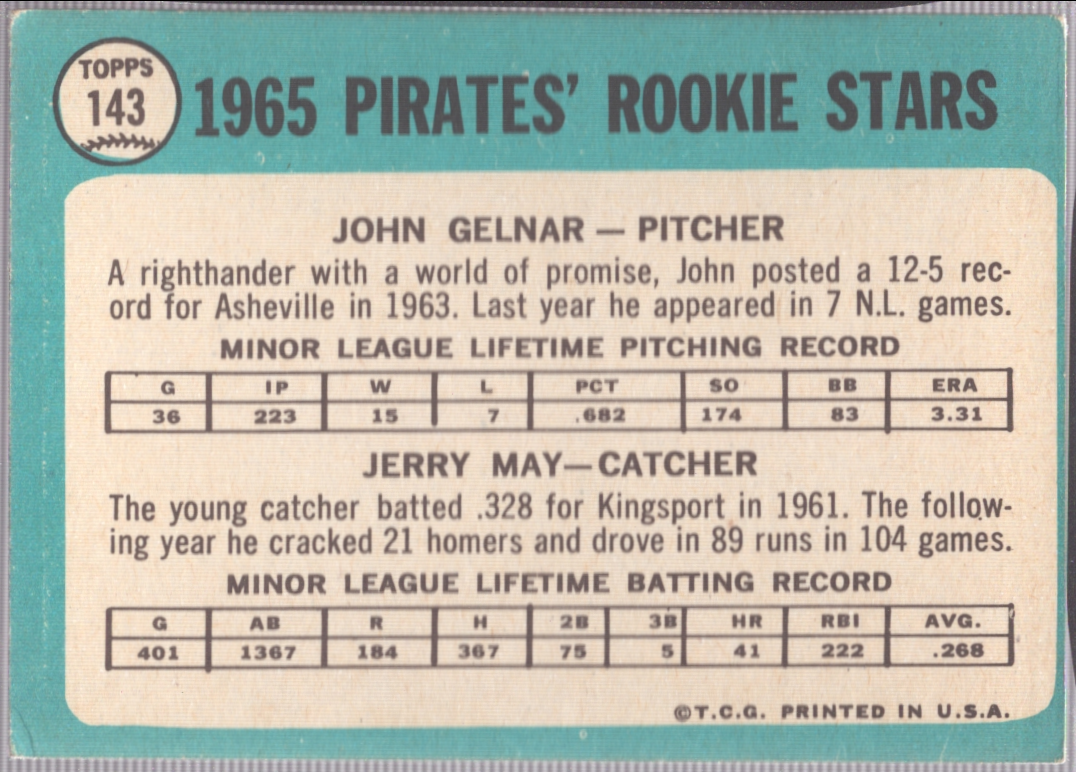 TOPPS
143
1965 PIRATES' ROOKIE STARS
JOHN GELNAR — PITCHER
A righthander with a world of promise, John posted a 12-5 rec-
ord for Asheville in 1963. Last year he appeared in 7 N.L. games.
MINOR LEAGUE LIFETIME PITCHING RECORD
G IP W L PCT SO BB ERA
36 223 15 7 .682 174 83 3.31
JERRY MAY—CATCHER
The young catcher batted .328 for Kingsport in 1961. The follow-
ing year he cracked 21 homers and drove in 89 runs in 104 games.
MINOR LEAGUE LIFETIME BATTING RECORD
G AB R H 2B 3B HR RBI AVG.
401 1367 184 367 75 5 41 222 .268
©T.C.G. PRINTED IN U.S.A.